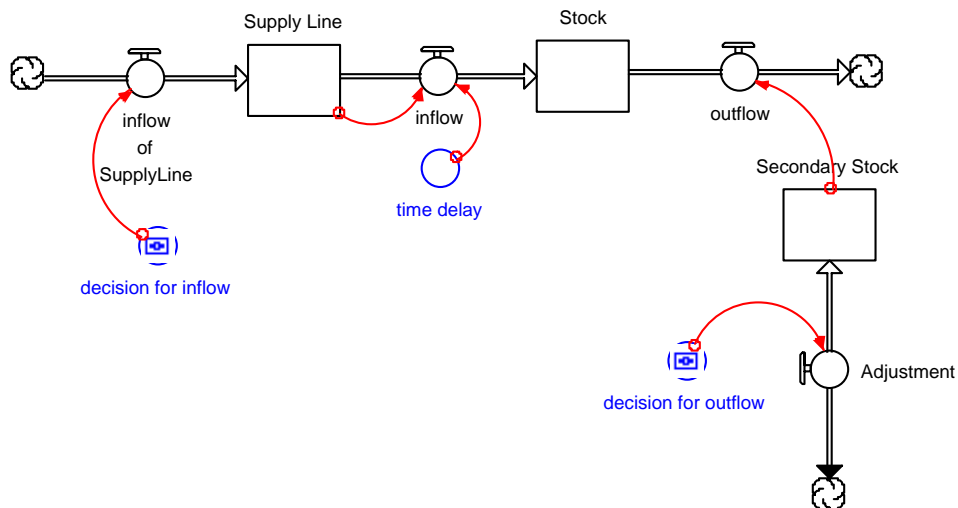 Supply Line
Stock
inflow
of
SupplyLine
inflow
outflow
time delay
Secondary Stock
decision for inflow
Adjustment
decision for outflow